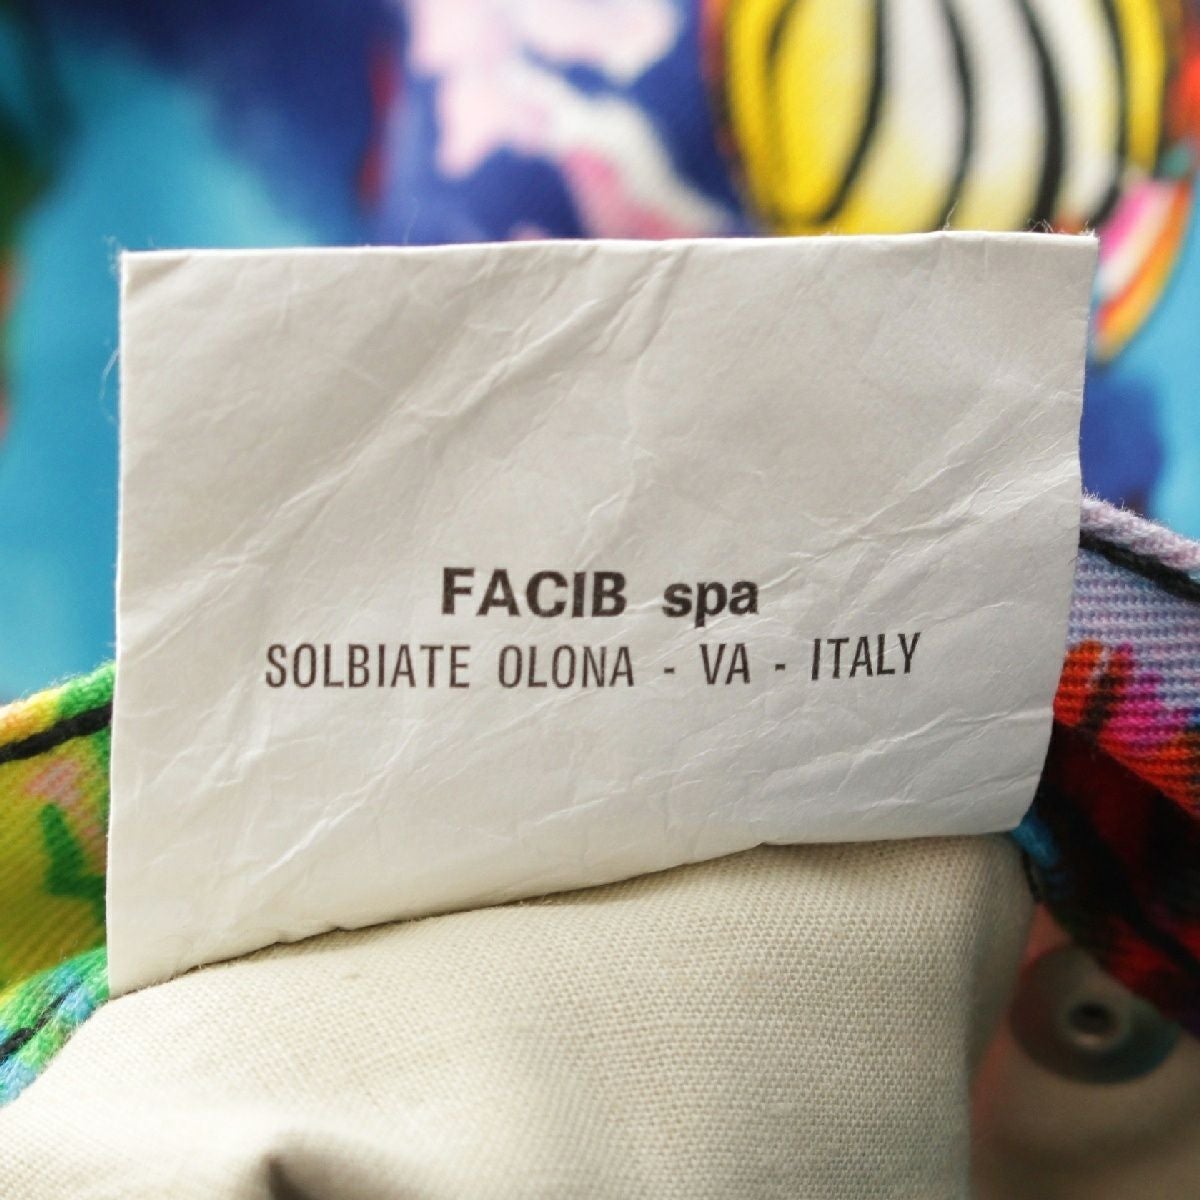 FACIB spa
SOLBIATE OLONA - VA - ITALY